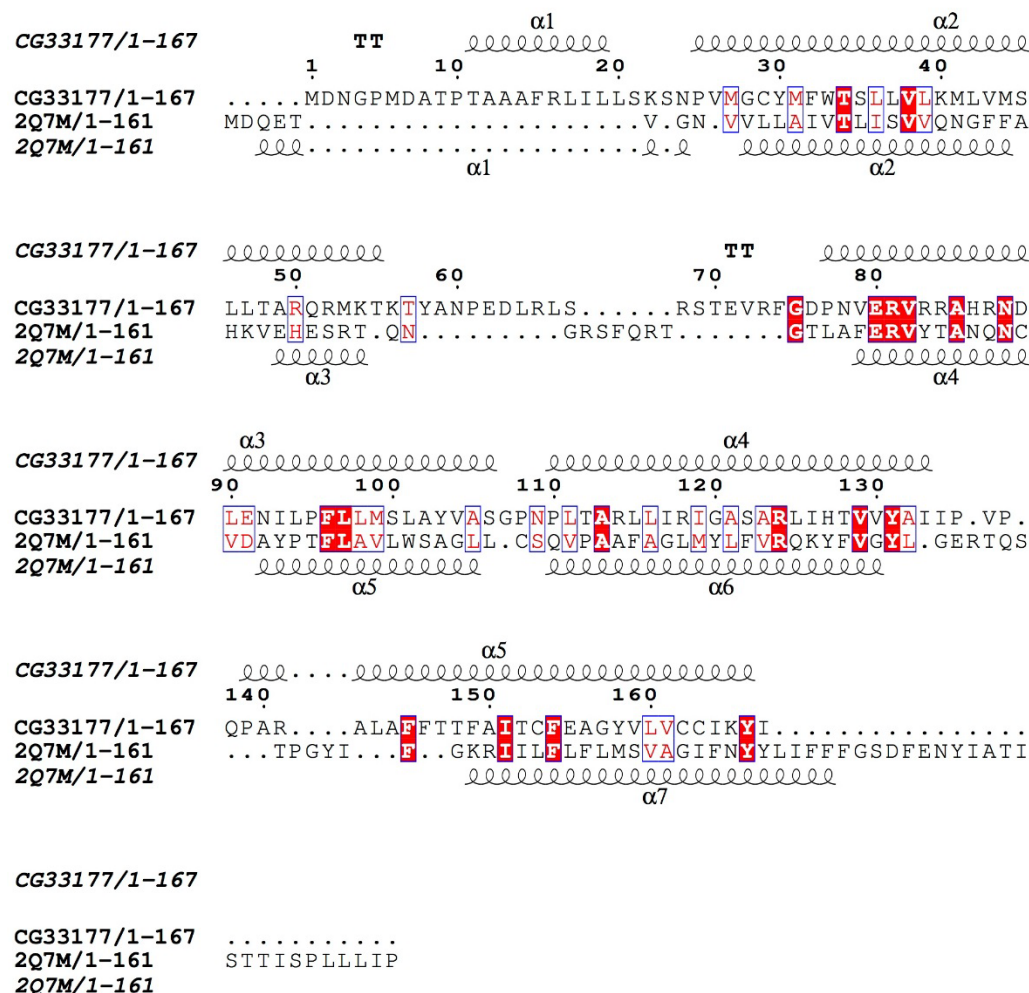 α1 α2
CG33177/1-167
TT
1 10 20 30 40
CG33177/1-167 .....MDNGPMDATPTAAAFRLILLSKSNPVMGCYMFWTSLLVLKMLVMS
2Q7M/1-161 MDQET.....................V.GN.VVLLAIVTLISVVQNGFFA
2Q7M/1-161
α1 α2
CG33177/1-167 TT
50 60 70 80
CG33177/1-167 LLTARQRMKTKTYANPEDLRLS......RSTEVRFGDPNVERVRRAHRND
2Q7M/1-161 HKVEHESRT.QN.........GRSFQRT.......GTLAFERVYTANQNC
2Q7M/1-161
α3 α4
α3 α4
CG33177/1-167
90 100 110 120 130
CG33177/1-167 LENILPFLLMSLAYVASGPNPLTARLLIRIGASARLIHTVVYAIIP.VP.
2Q7M/1-161 VDAYPTFLAVLWSAGLL.CSQVPAAFAGLMYLFVRQKYFVGYL.GERTQS
2Q7M/1-161
α5 α6
α5
CG33177/1-167 ....
140 150 160
CG33177/1-167 QPAR....ALAFFTTFAITCFEAGYVLVCCIKYI................
2Q7M/1-161 ...TPGYI...F..GKRIILFLFLMSVAGIFNYYLIFFFGSDFENYIATI
2Q7M/1-161
α7
CG33177/1-167
CG33177/1-167 ...........
2Q7M/1-161 STTISPLLLIP
2Q7M/1-161